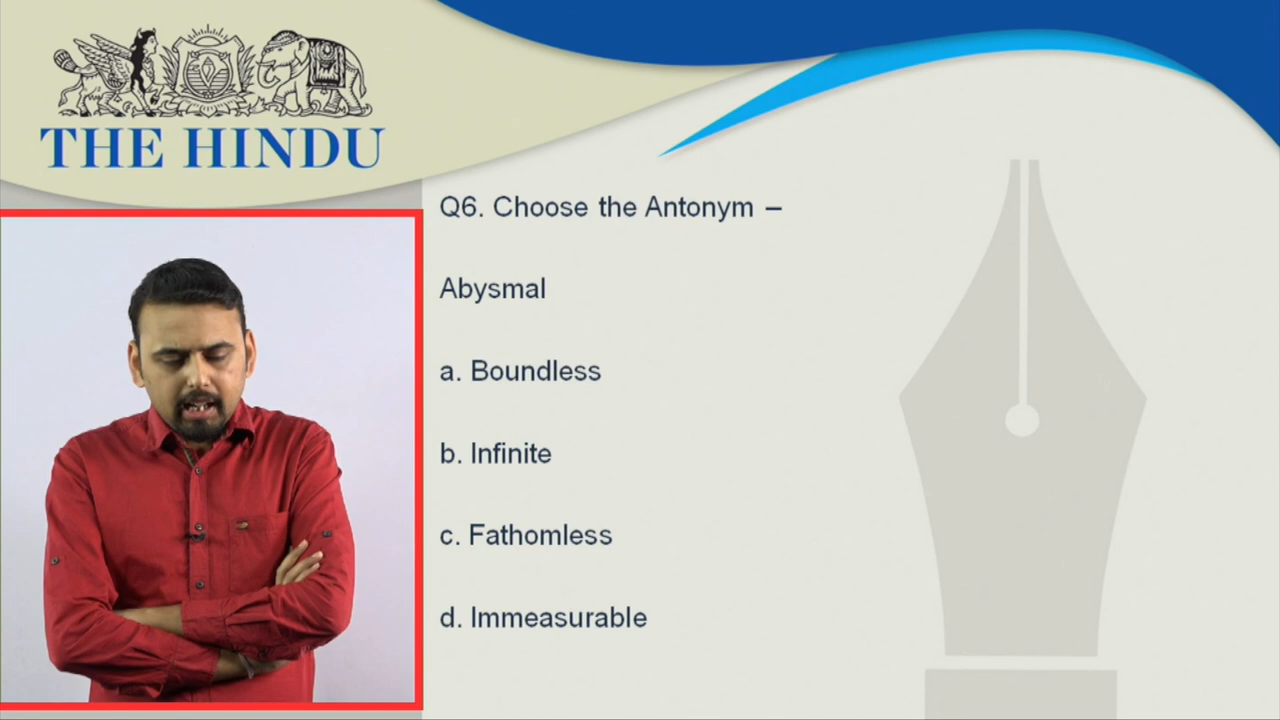 THE HINDU
Q6. Choose the Antonym –
Abysmal
a. Boundless
b. Infinite
c. Fathomless
d. Immeasurable